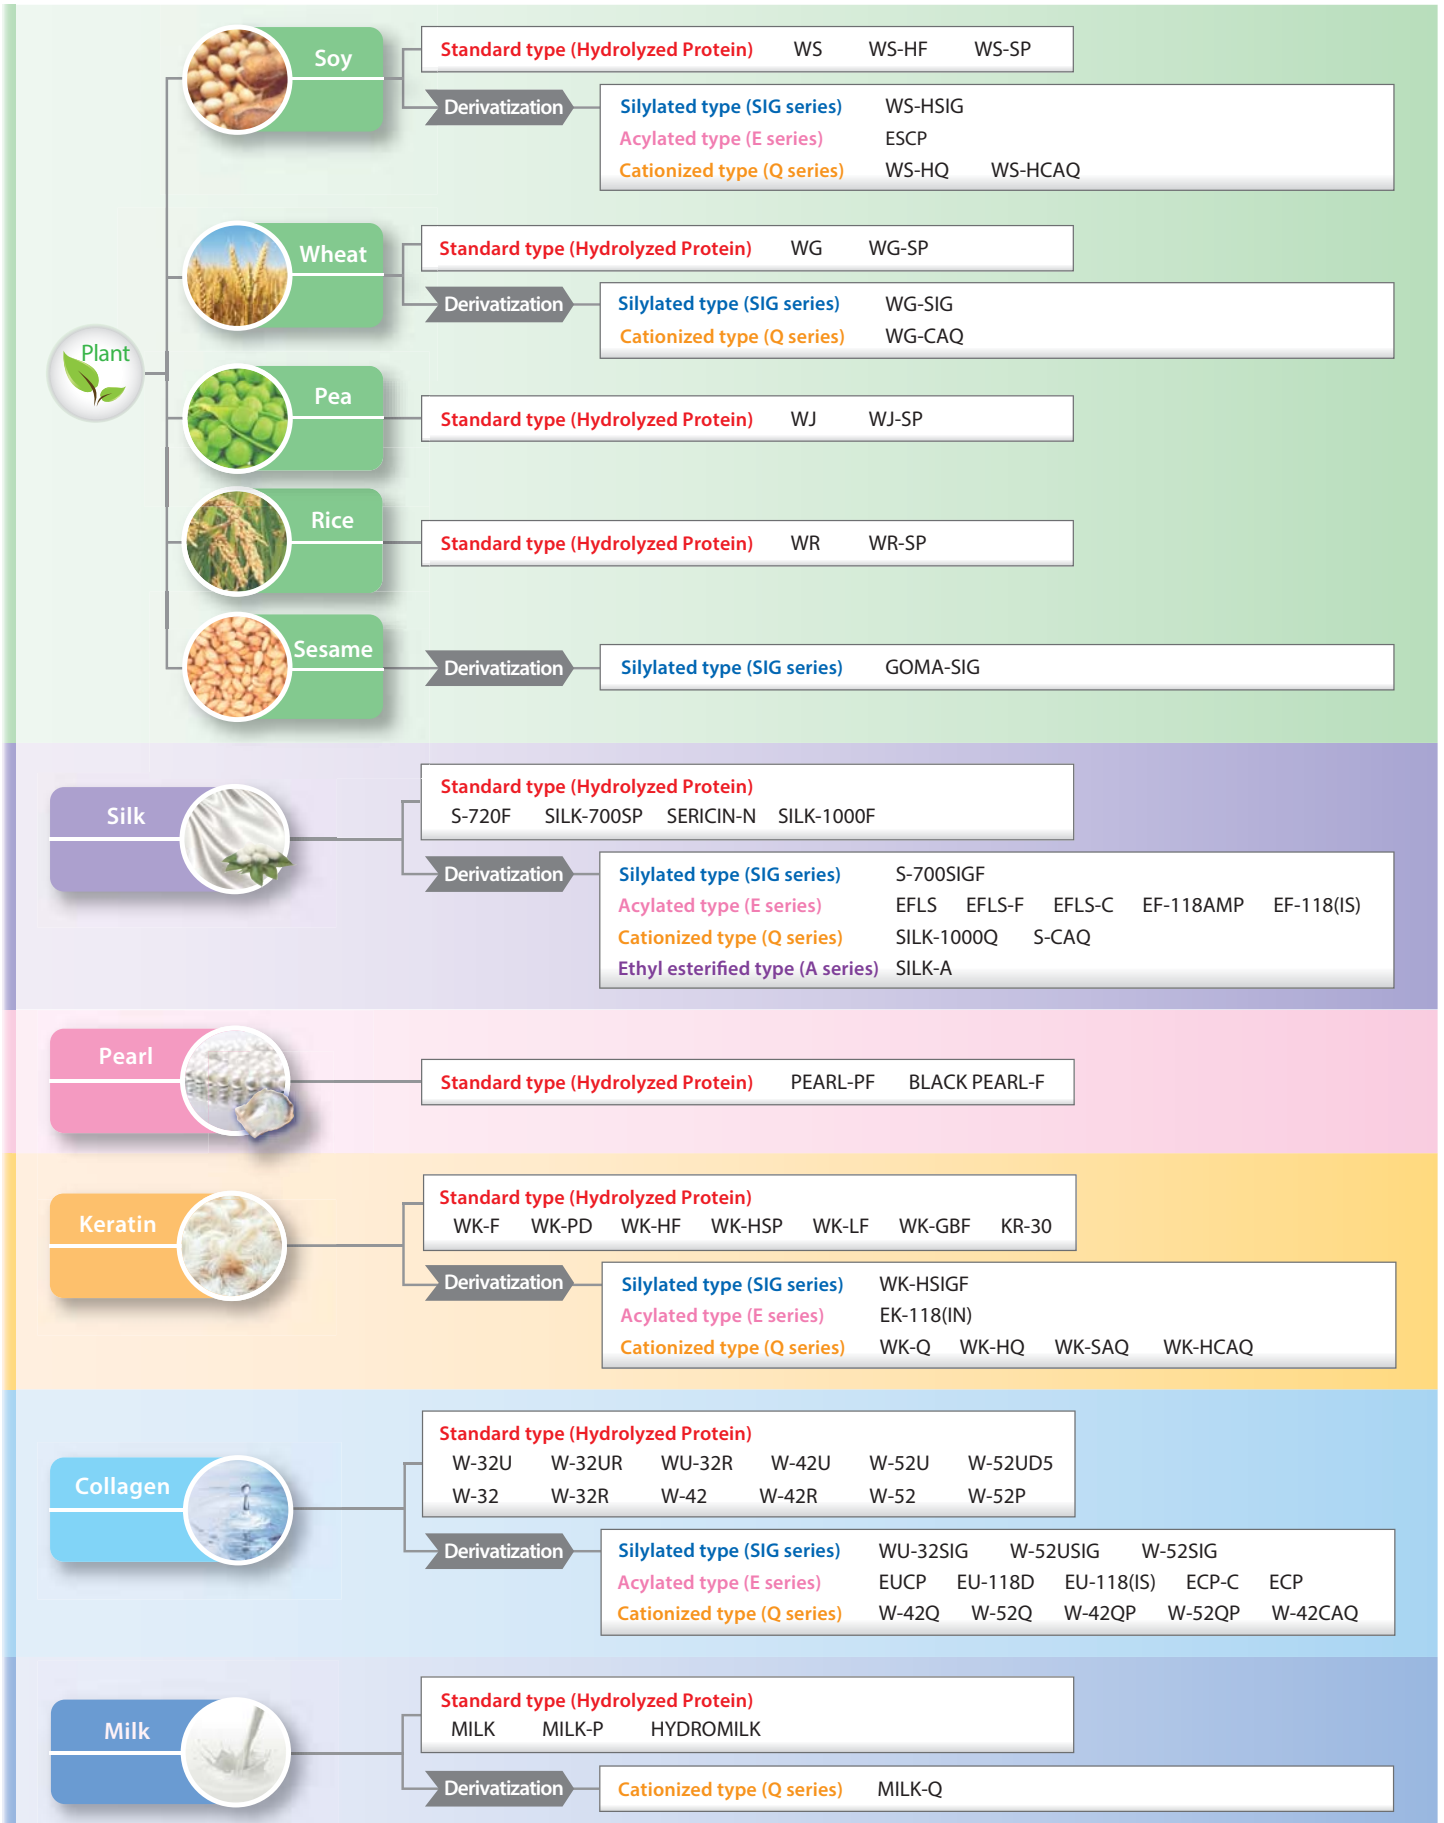 Plant
Soy
Standard type (Hydrolyzed Protein) WS WS-HF WS-SP
Derivatization
Silylated type (SIG series) WS-HSIG
Acylated type (E series) ESCP
Cationized type (Q series) WS-HQ WS-HCAQ
Wheat
Standard type (Hydrolyzed Protein) WG WG-SP
Derivatization
Silylated type (SIG series) WG-SIG
Cationized type (Q series) WG-CAQ
Pea
Standard type (Hydrolyzed Protein) WJ WJ-SP
Rice
Standard type (Hydrolyzed Protein) WR WR-SP
Sesame
Derivatization
Silylated type (SIG series) GOMA-SIG
Silk
Standard type (Hydrolyzed Protein)
S-720F SILK-700SP SERICIN-N SILK-1000F
Derivatization
Silylated type (SIG series) S-700SIGF
Acylated type (E series) EFLS EFLS-F EFLS-C EF-118AMP EF-118(IS)
Cationized type (Q series) SILK-1000Q S-CAQ
Ethyl esterified type (A series) SILK-A
Pearl
Standard type (Hydrolyzed Protein) PEARL-PF BLACK PEARL-F
Keratin
Standard type (Hydrolyzed Protein)
WK-F WK-PD WK-HF WK-HSP WK-LF WK-GBF KR-30
Derivatization
Silylated type (SIG series) WK-HSIGF
Acylated type (E series) EK-118(IN)
Cationized type (Q series) WK-Q WK-HQ WK-SAQ WK-HCAQ
Collagen
Standard type (Hydrolyzed Protein)
W-32U W-32UR WU-32R W-42U W-52U W-52UD5
W-32 W-32R W-42 W-42R W-52 W-52P
Derivatization
Silylated type (SIG series) WU-32SIG W-52USIG W-52SIG
Acylated type (E series) EUCP EU-118D EU-118(IS) ECP-C ECP
Cationized type (Q series) W-42Q W-52Q W-42QP W-52QP W-42CAQ
Milk
Standard type (Hydrolyzed Protein)
MILK MILK-P HYDROMILK
Derivatization
Cationized type (Q series) MILK-Q